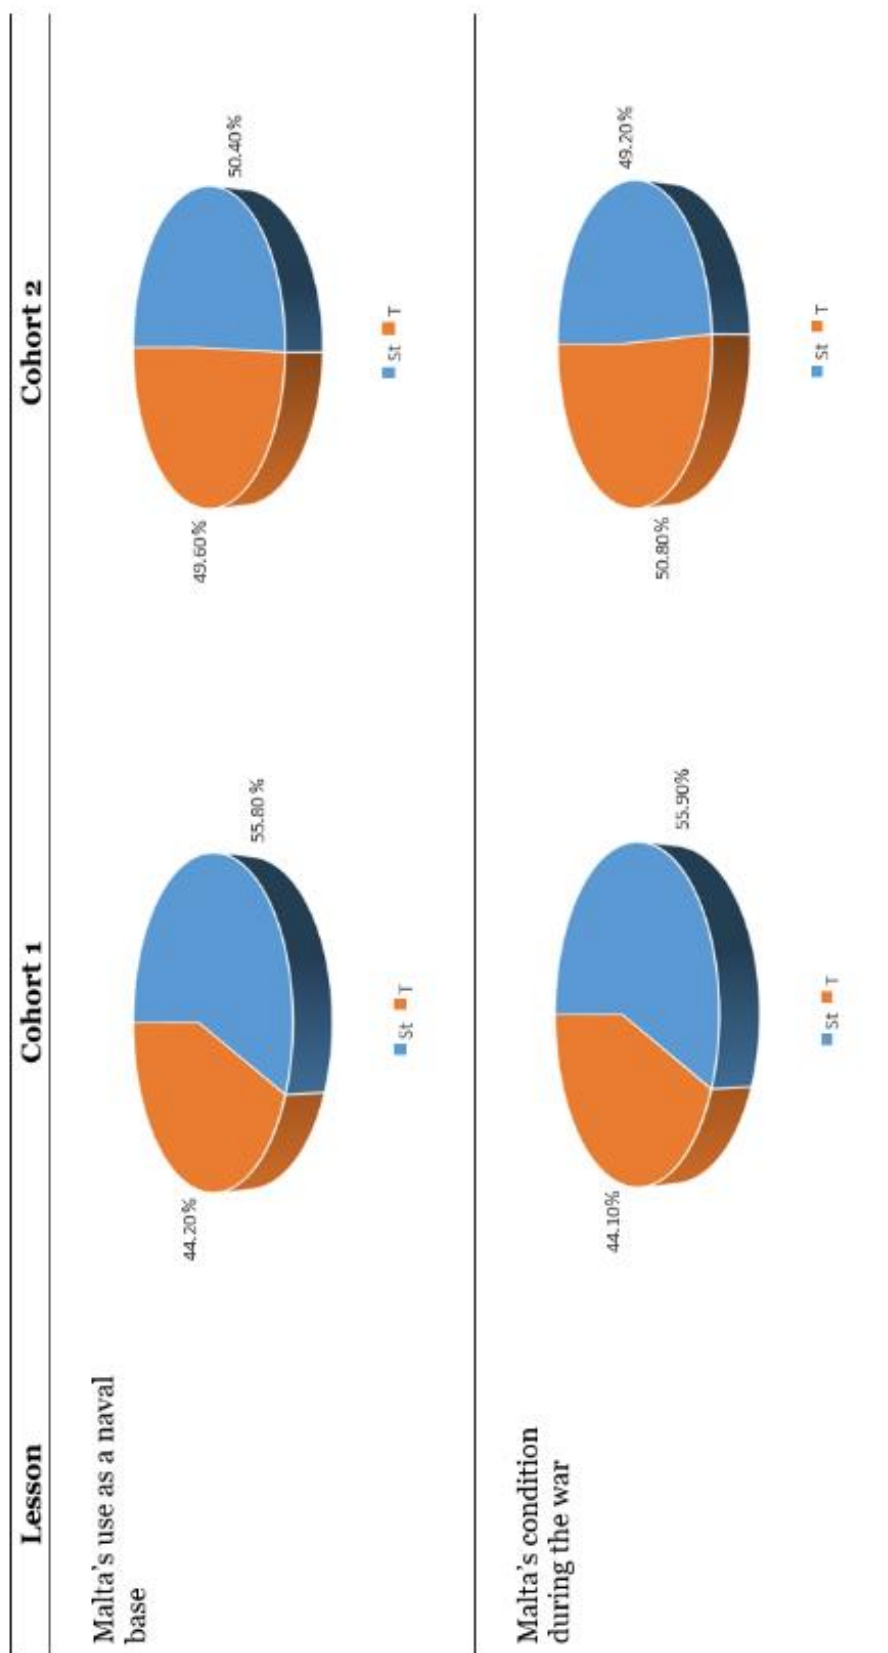 Lesson
Cohort 1
Cohort 2
Malta's use as a naval
base
44.20%
55.80%
St T
49.60%
50.40%
St T
Malta's condition
during the war
44.10%
55.90%
St T
50.80%
49.20%
St T